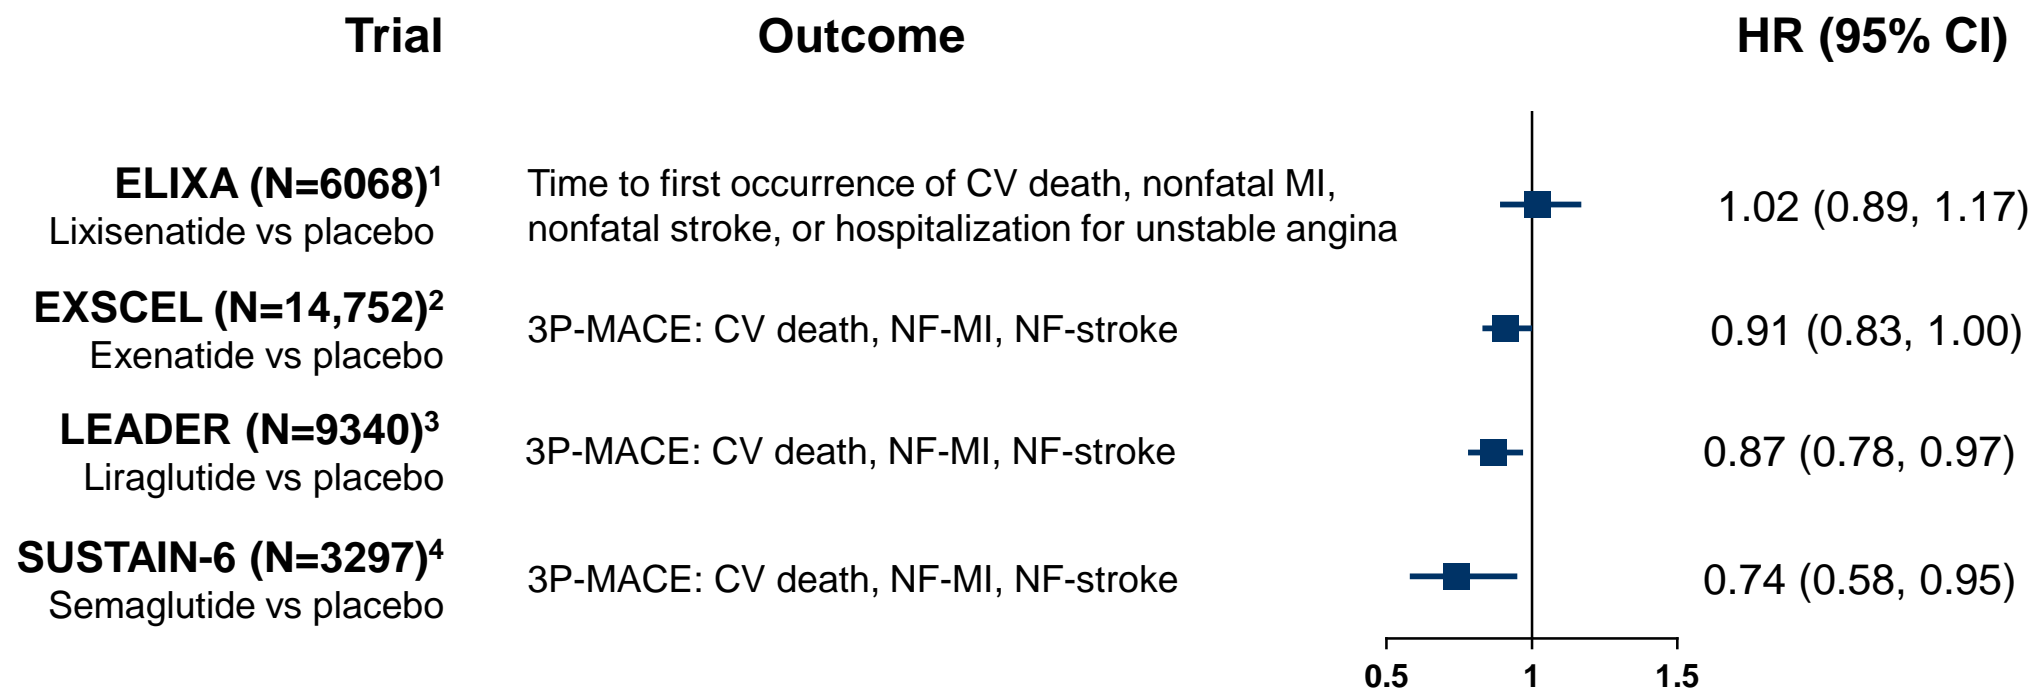 Trial Outcome HR (95% CI)
ELIXA (N=6068)¹
Lixisenatide vs placebo
Time to first occurrence of CV death, nonfatal MI,
nonfatal stroke, or hospitalization for unstable angina
1.02 (0.89, 1.17)
EXSCEL (N=14,752)²
Exenatide vs placebo
3P-MACE: CV death, NF-MI, NF-stroke
0.91 (0.83, 1.00)
LEADER (N=9340)³
Liraglutide vs placebo
3P-MACE: CV death, NF-MI, NF-stroke
0.87 (0.78, 0.97)
SUSTAIN-6 (N=3297)⁴
Semaglutide vs placebo
3P-MACE: CV death, NF-MI, NF-stroke
0.74 (0.58, 0.95)
0.5 1 1.5